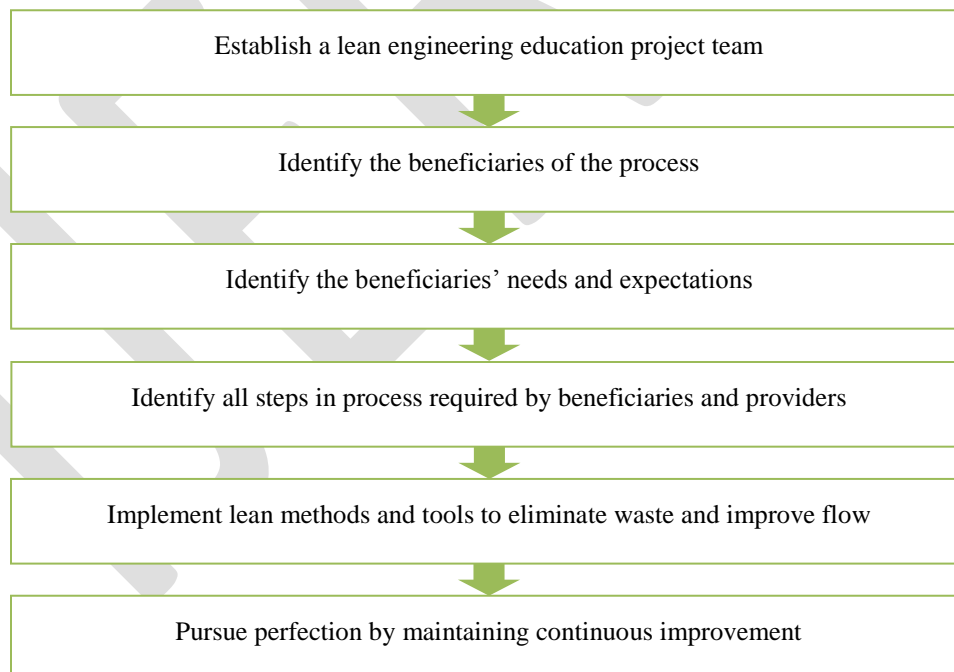 Establish a lean engineering education project team
Identify the beneficiaries of the process
Identify the beneficiaries’ needs and expectations
Identify all steps in process required by beneficiaries and providers
Implement lean methods and tools to eliminate waste and improve flow
Pursue perfection by maintaining continuous improvement